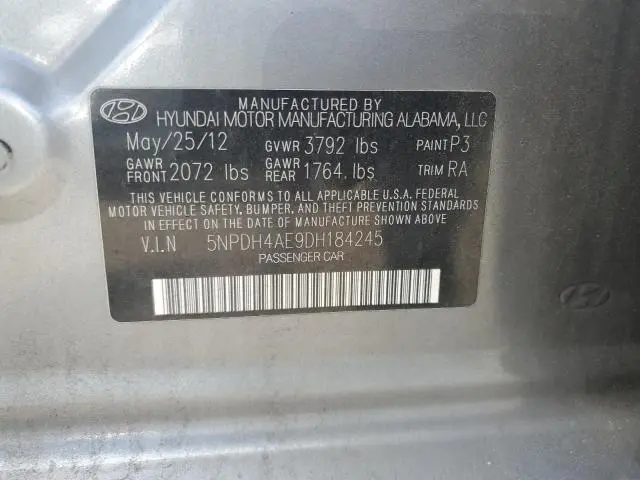 MANUFACTURED BY
HYUNDAI MOTOR MANUFACTURING ALABAMA, LLC
May/25/12 GVWR 3792 lbs PAINT P3
GAWR FRONT 2072 lbs GAWR REAR 1764 lbs TRIM RA
THIS VEHICLE CONFORMS TO ALL APPLICABLE U.S.A. FEDERAL
MOTOR VEHICLE SAFETY, BUMPER, AND THEFT PREVENTION STANDARDS
IN EFFECT ON THE DATE OF MANUFACTURE SHOWN ABOVE
V.I.N 5NPDH4AE9DH184245
PASSENGER CAR